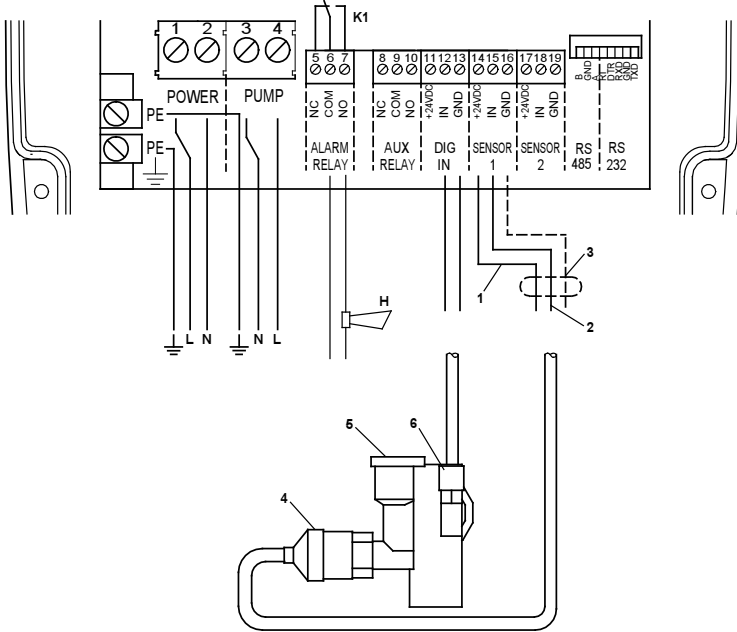 K1
1 2 3 4
5 6 7 8 9 10 11 12 13 14 15 16 17 18 19
POWER PUMP
PE
PE
NC COM NO NC COM NO +24VDC IN GND +24VDC IN GND +24VDC IN GND
B GND A RI DTR RXD GND TXD
ALARM RELAY
AUX RELAY
DIG IN
SENSOR 1
SENSOR 2
RS 485
RS 232
L N N L
H
1
2
3
4
5
6